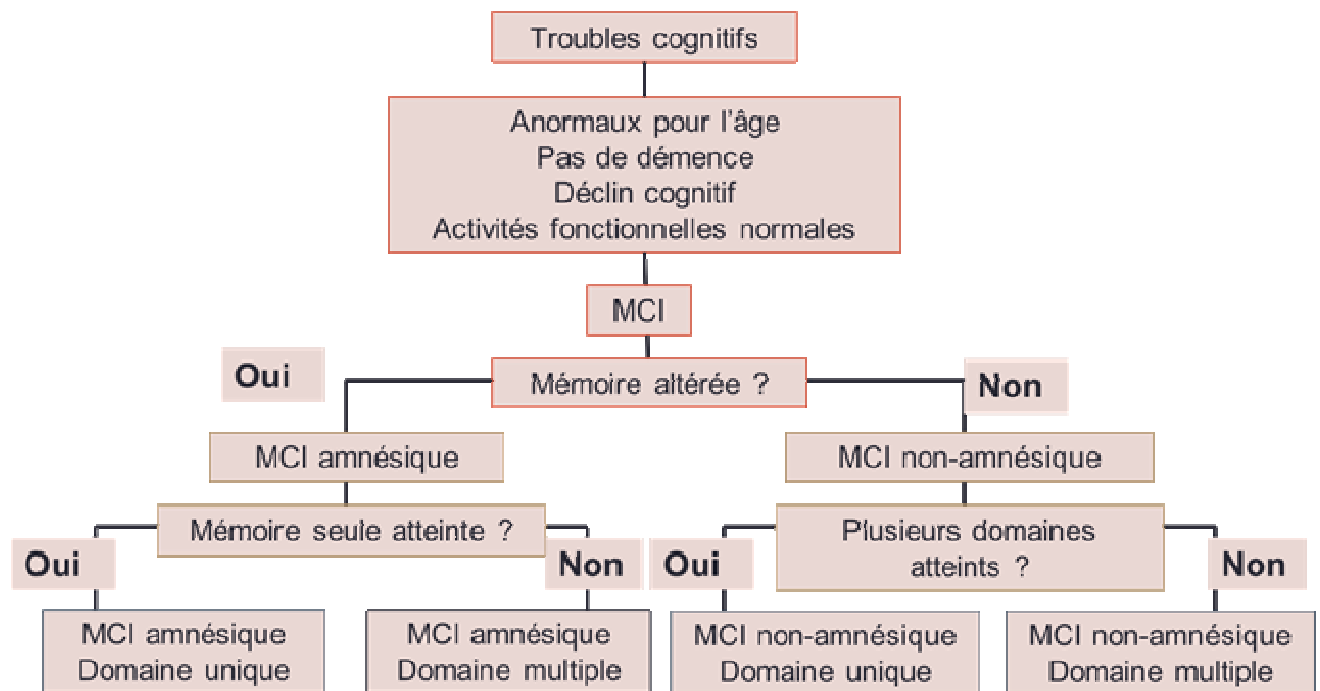 Troubles cognitifs
Anormaux pour l'âge
Pas de démence
Déclin cognitif
Activités fonctionnelles normales
MCI
Oui
Mémoire altérée ?
Non
MCI amnésique
MCI non-amnésique
Mémoire seule atteinte ?
Plusieurs domaines
atteints ?
Oui
Non
Oui
Non
MCI amnésique
Domaine unique
MCI amnésique
Domaine multiple
MCI non-amnésique
Domaine unique
MCI non-amnésique
Domaine multiple